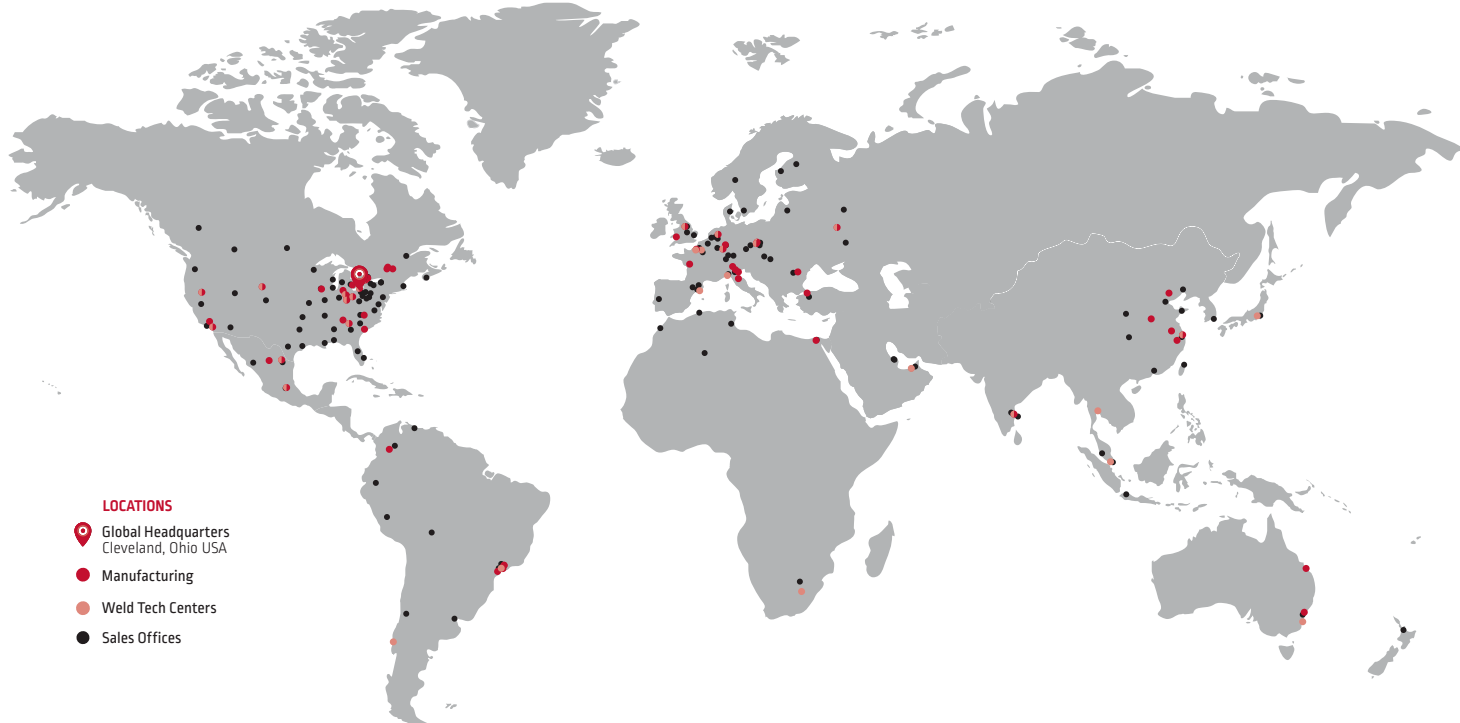 LOCATIONS
Global Headquarters
Cleveland, Ohio USA
Manufacturing
Weld Tech Centers
Sales Offices